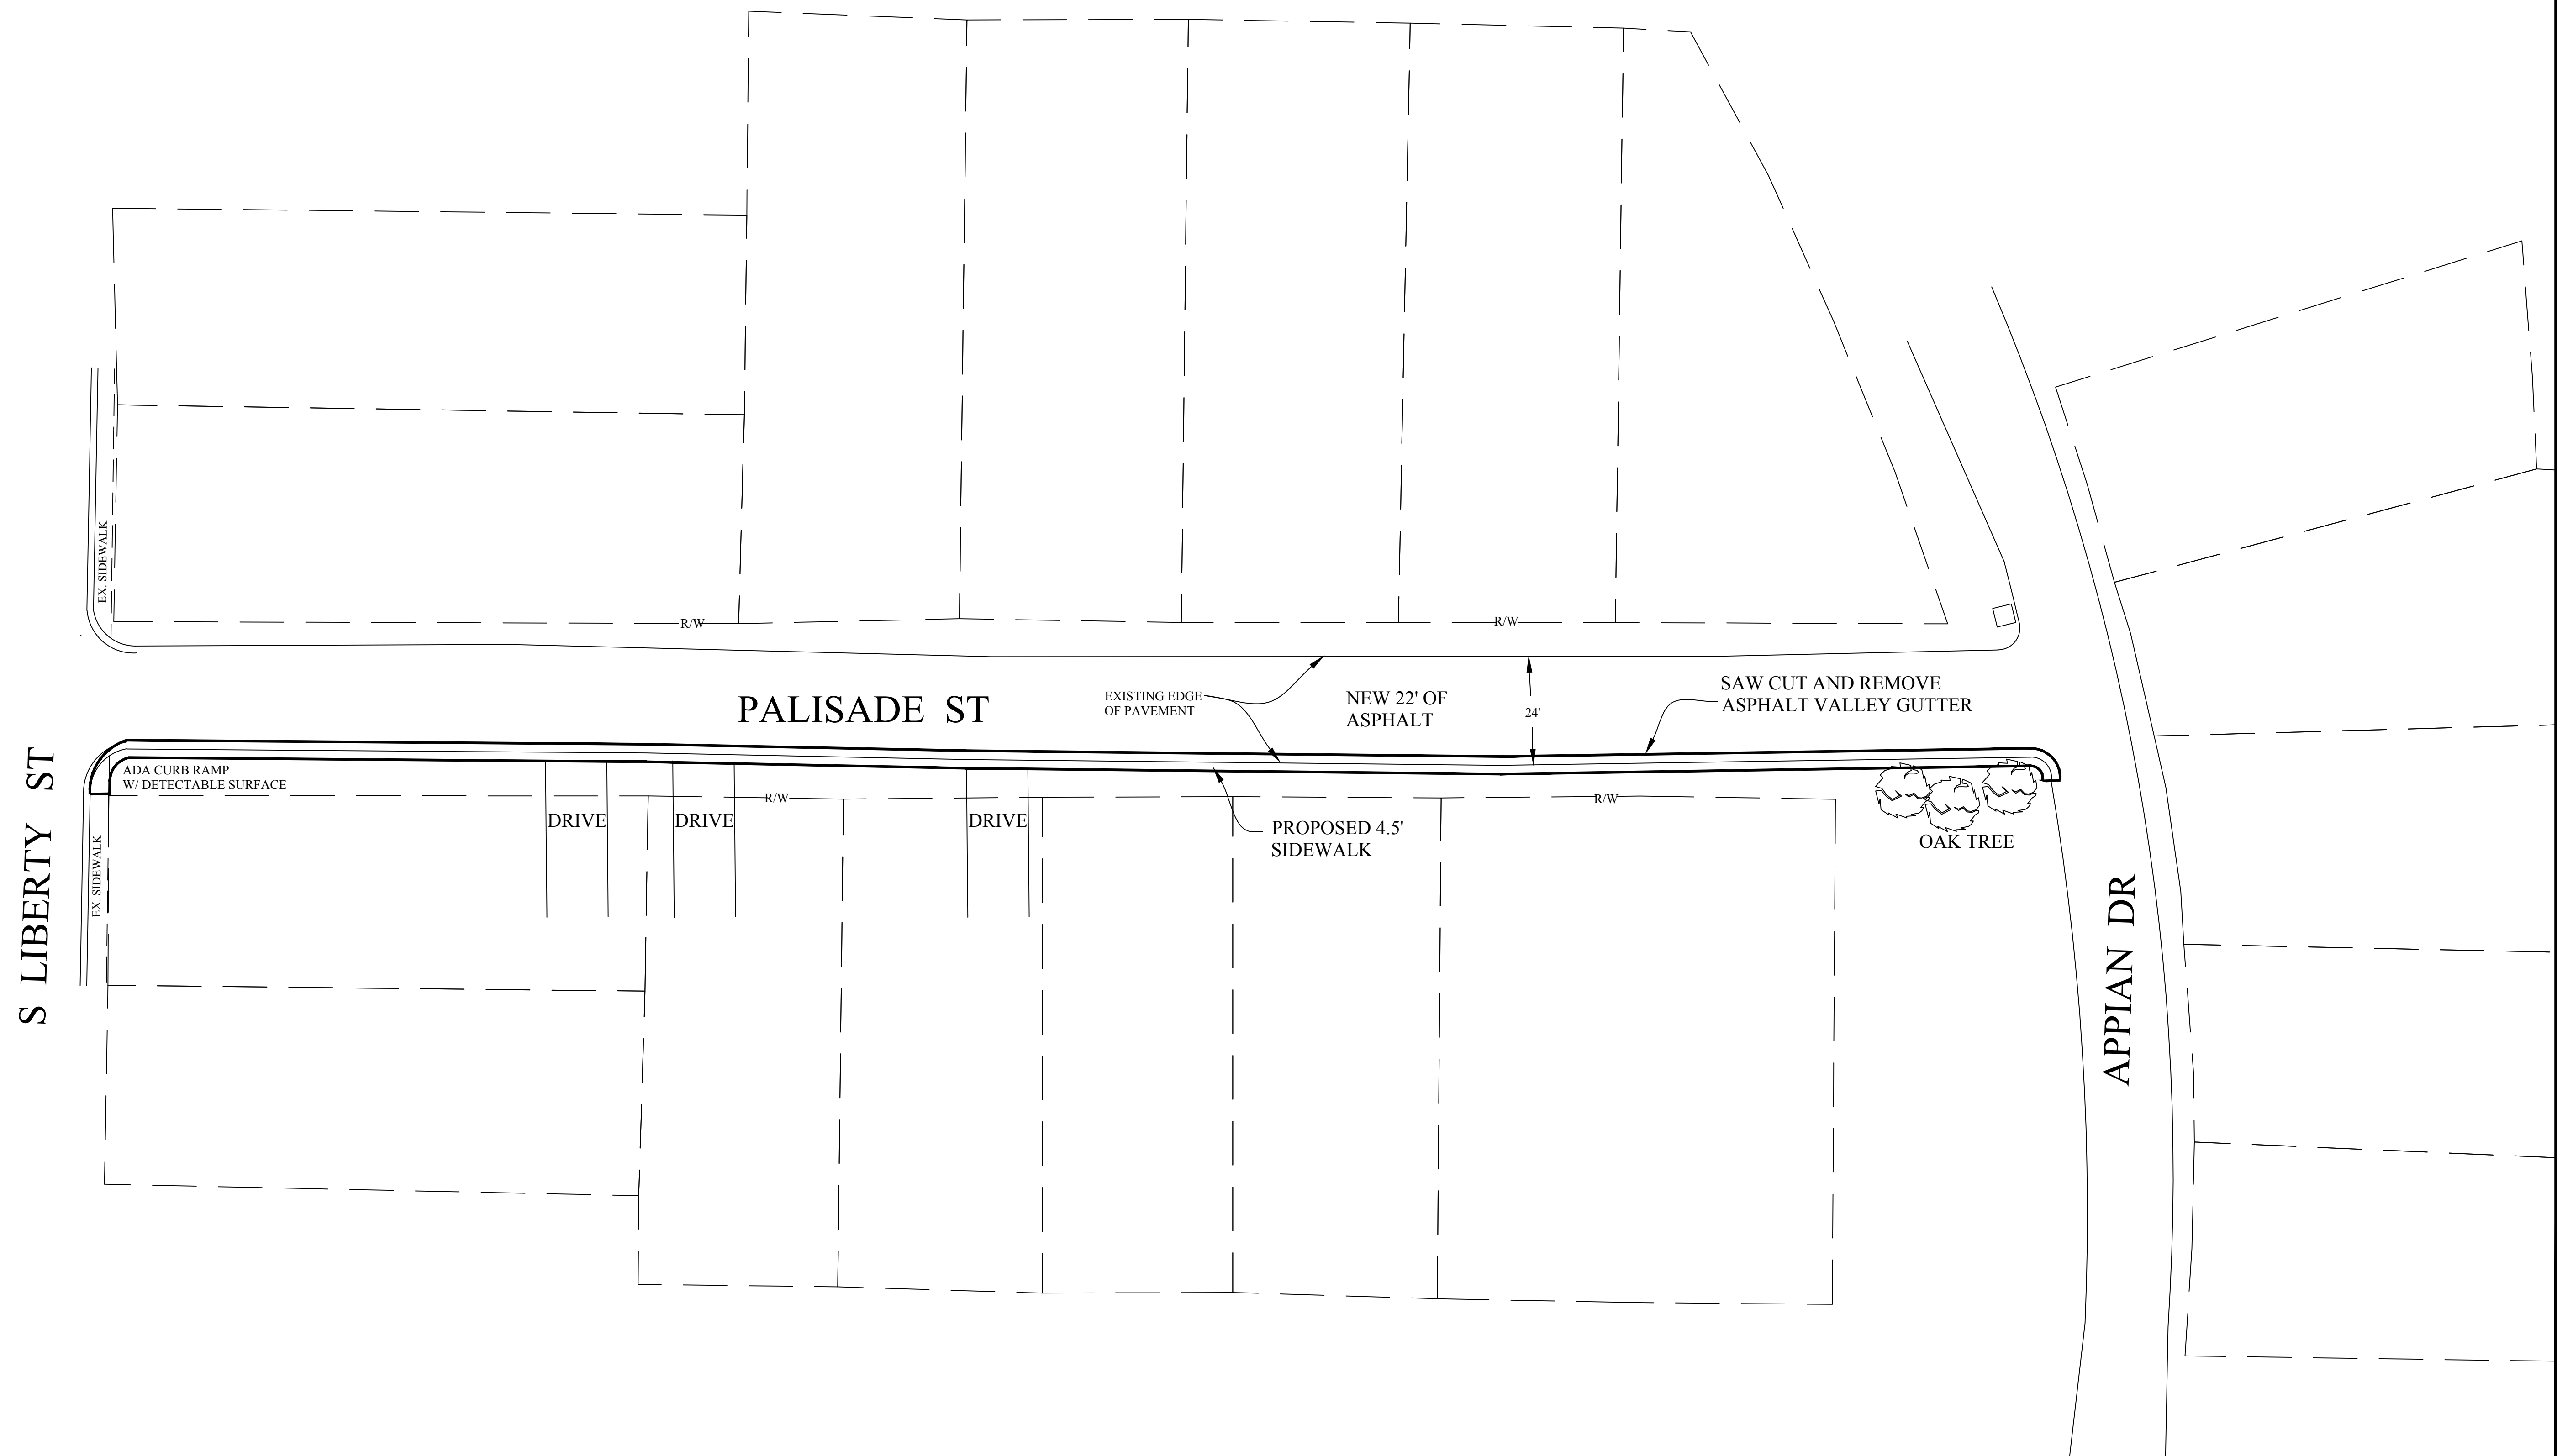 EX. SIDEWALK
R/W
R/W
PALISADE ST
EXISTING EDGE
OF PAVEMENT
NEW 22' OF
ASPHALT
24'
SAW CUT AND REMOVE
ASPHALT VALLEY GUTTER
S LIBERTY ST
ADA CURB RAMP
W/ DETECTABLE SURFACE
EX. SIDEWALK
DRIVE
DRIVE
R/W
DRIVE
PROPOSED 4.5'
SIDEWALK
R/W
OAK TREE
APPIAN DR